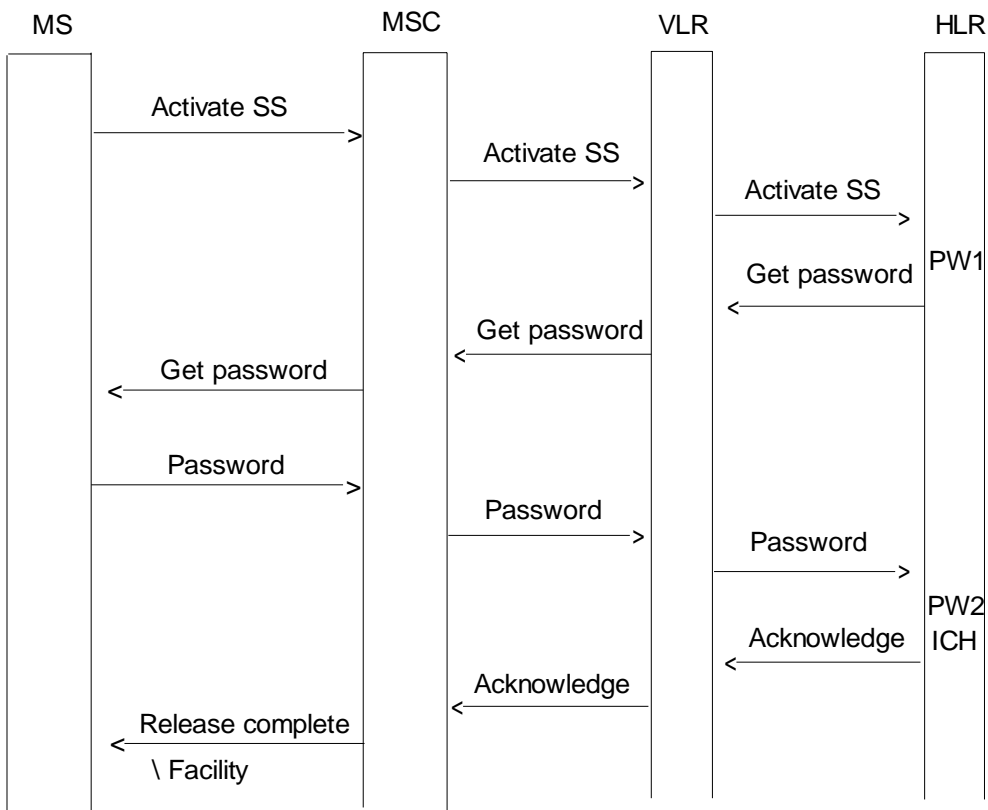 MS
MSC
VLR
HLR
Activate SS
Activate SS
Activate SS
PW1
Get password
Get password
Get password
Password
Password
Password
PW2
ICH
Acknowledge
Acknowledge
Release complete
\ Facility